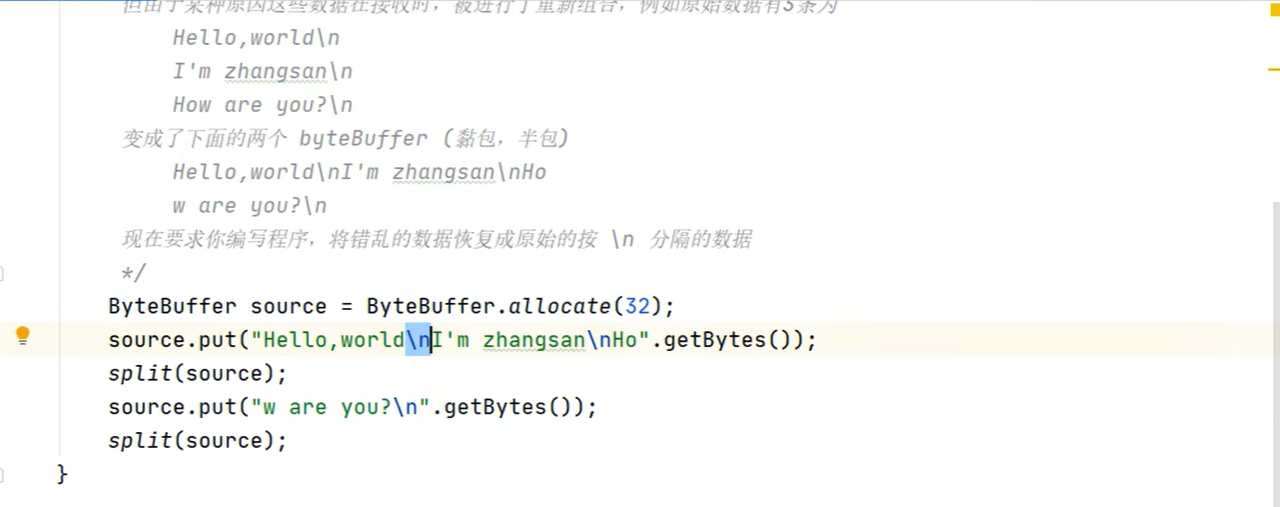 但由于某种原因这些数据在接收时，被进行了重新组合，例如原始数据有3条为
Hello,world\n
I'm zhangsan\n
How are you?\n
变成了下面的两个 byteBuffer (黏包，半包)
Hello,world\nI'm zhangsan\nHo
w are you?\n
现在要求你编写程序，将错乱的数据恢复成原始的按 \n 分隔的数据
*/
ByteBuffer source = ByteBuffer.allocate(32);
source.put("Hello,world\nI'm zhangsan\nHo".getBytes());
split(source);
source.put("w are you?\n".getBytes());
split(source);
}